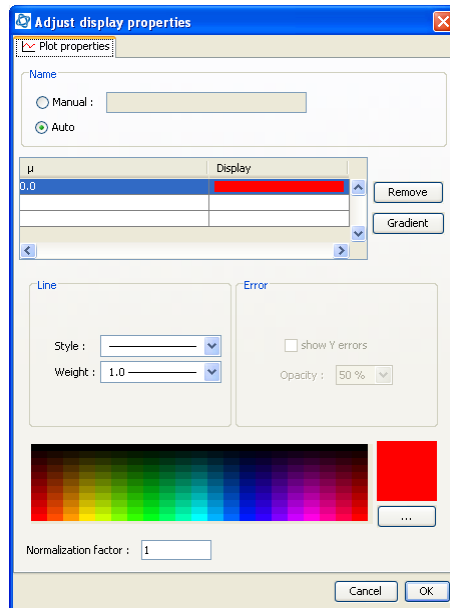 Adjust display properties
Plot properties
Name
Manual :
Auto
μ Display
0.0
Remove
Gradient
Line
Error
Style :
show Y errors
Weight : 1.0
Opacity : 50 %
...
Normalization factor : 1
Cancel OK